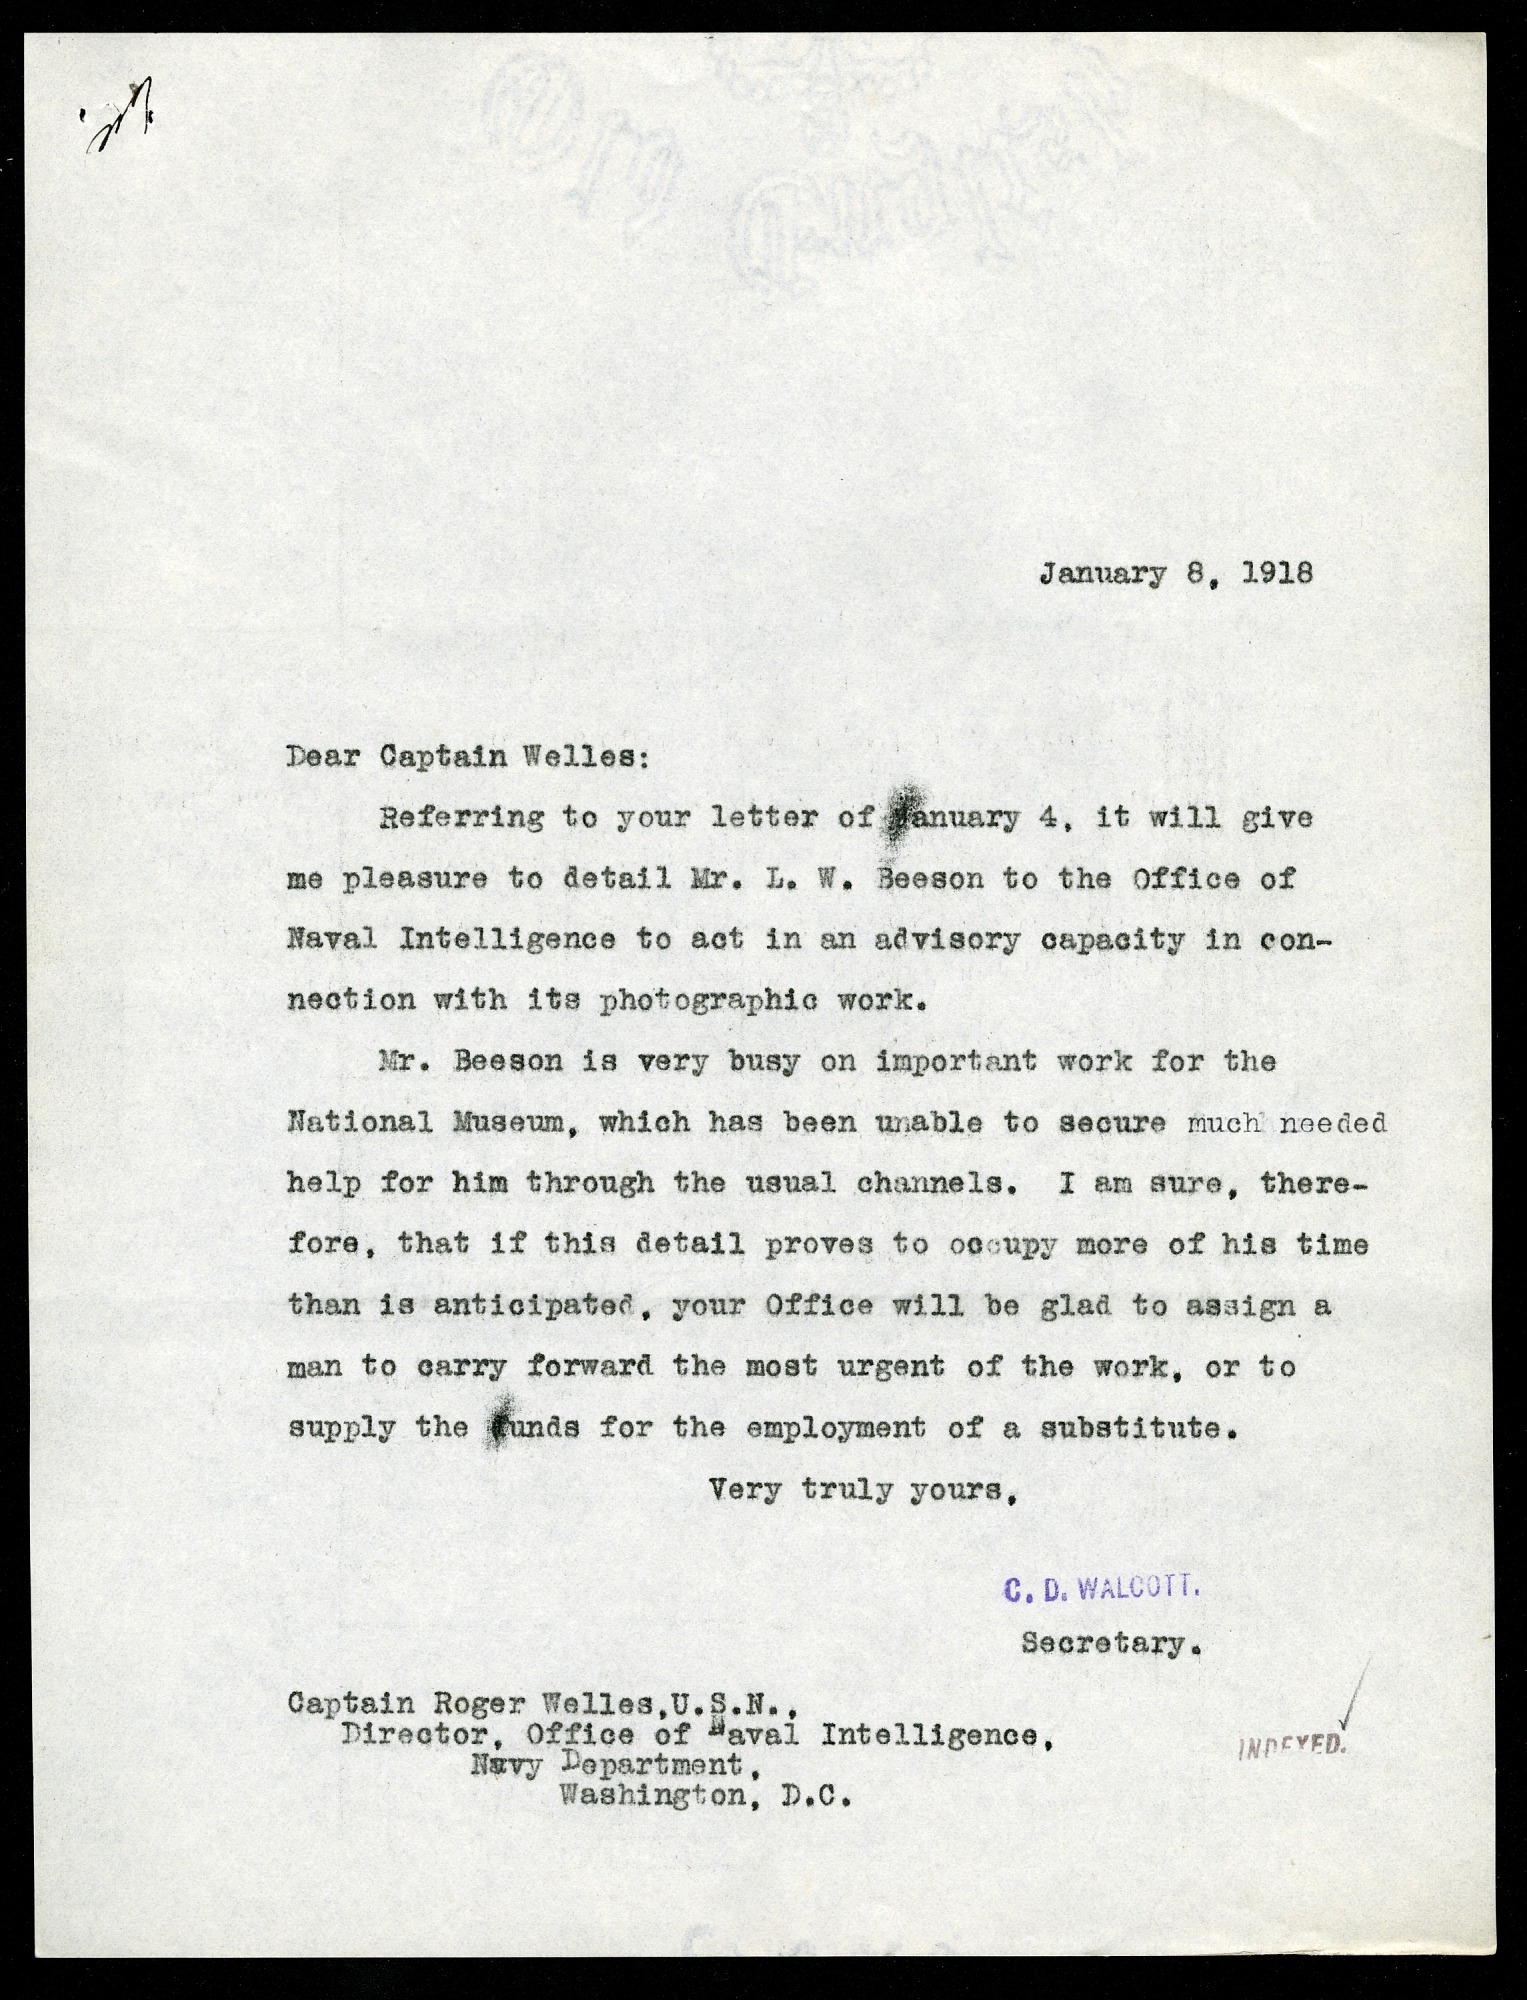 January 8, 1918
Dear Captain Welles:
Referring to your letter of January 4, it will give
me pleasure to detail Mr. L. W. Beeson to the Office of
Naval Intelligence to act in an advisory capacity in con-
nection with its photographic work.
Mr. Beeson is very busy on important work for the
National Museum, which has been unable to secure much needed
help for him through the usual channels.  I am sure, there-
fore, that if this detail proves to occupy more of his time
than is anticipated, your Office will be glad to assign a
man to carry forward the most urgent of the work, or to
supply the funds for the employment of a substitute.
Very truly yours,
C. D. WALCOTT.
Secretary.
Captain Roger Welles,U.S.N.,
Director, Office of Naval Intelligence,
Navy Department,
Washington, D.C.
INDEXED.